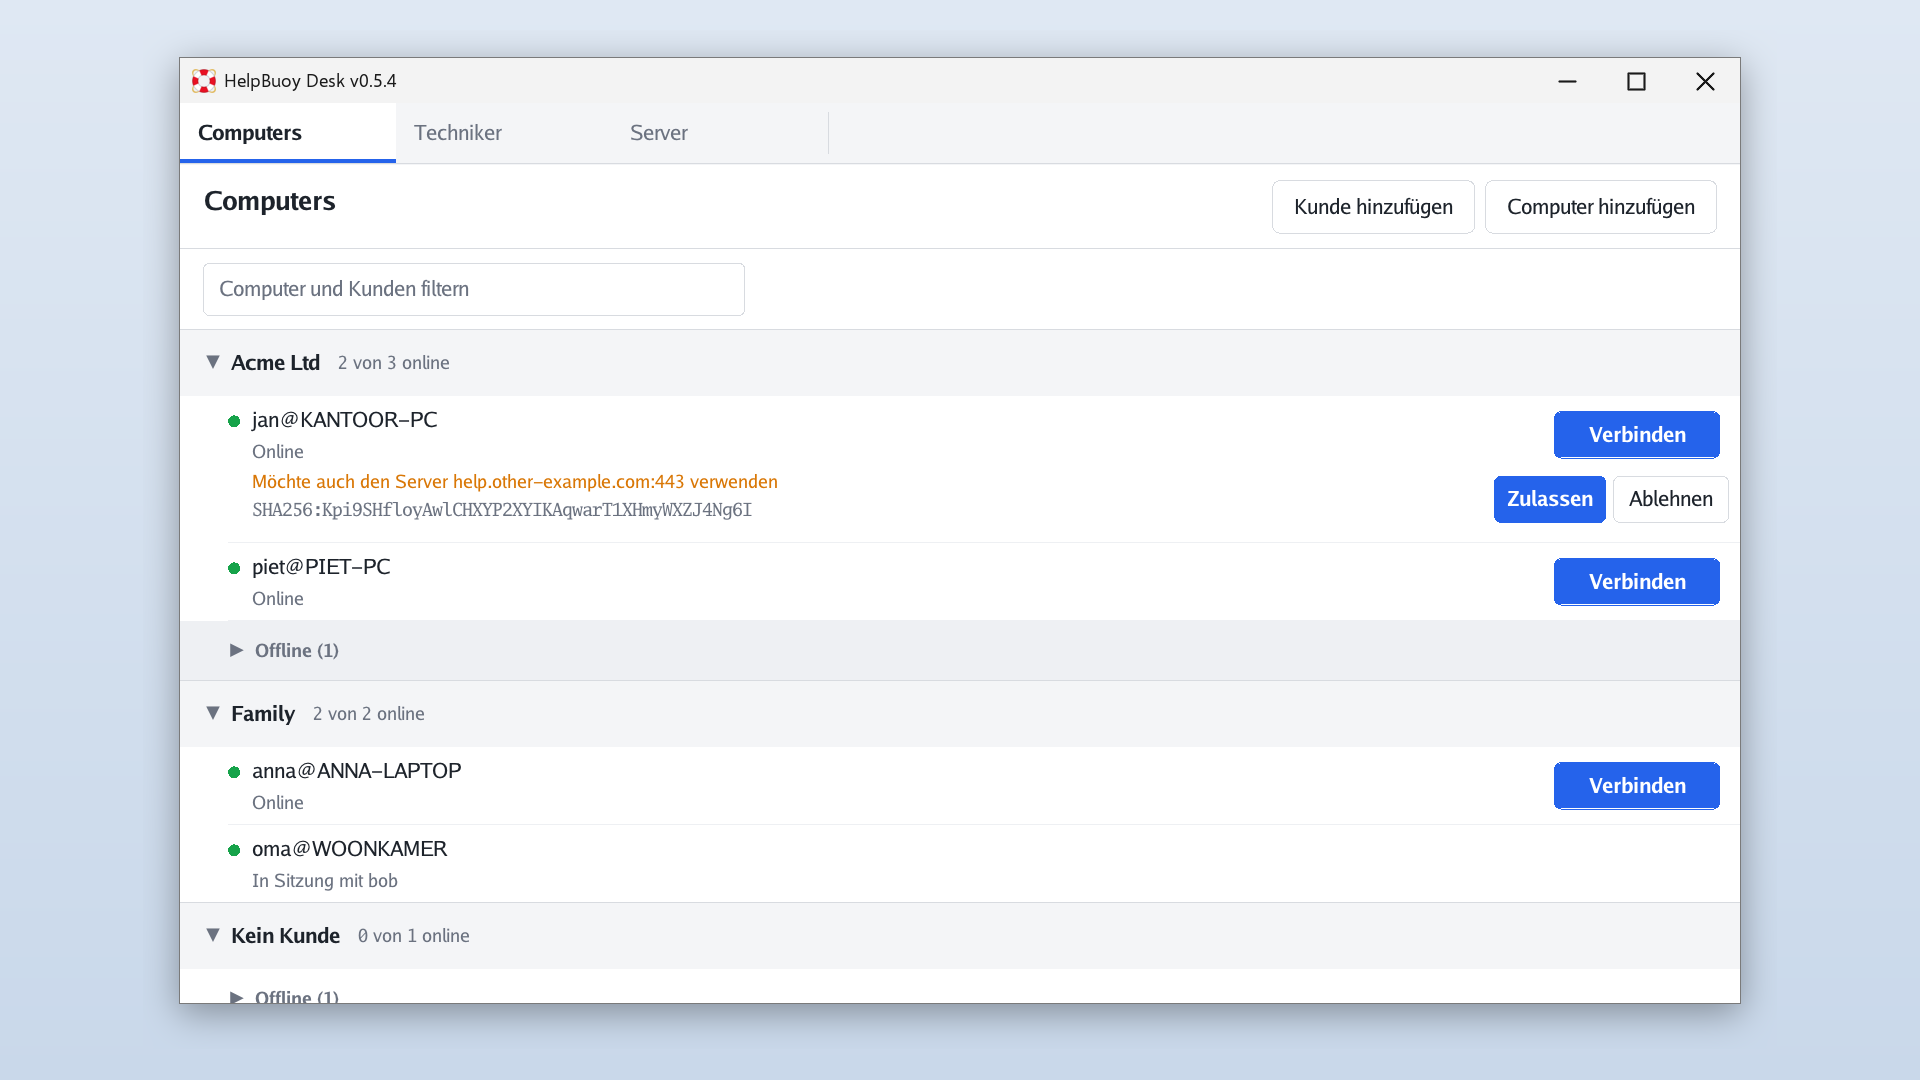 HelpBuoy Desk v0.5.4
Computers
Techniker
Server
Computers
Kunde hinzufügen
Computer hinzufügen
Computer und Kunden filtern
Acme Ltd 2 von 3 online
jan@KANTOOR-PC
Verbinden
Online
Möchte auch den Server help.other-example.com:443 verwenden
SHA256:Kpi9SHfloyAwlCHXYP2XYIKAqwarT1XHmyWXZJ4Ng6I
Zulassen
Ablehnen
piet@PIET-PC
Verbinden
Online
Offline (1)
Family 2 von 2 online
anna@ANNA-LAPTOP
Verbinden
Online
oma@WOONKAMER
In Sitzung mit bob
Kein Kunde 0 von 1 online
Offline (1)